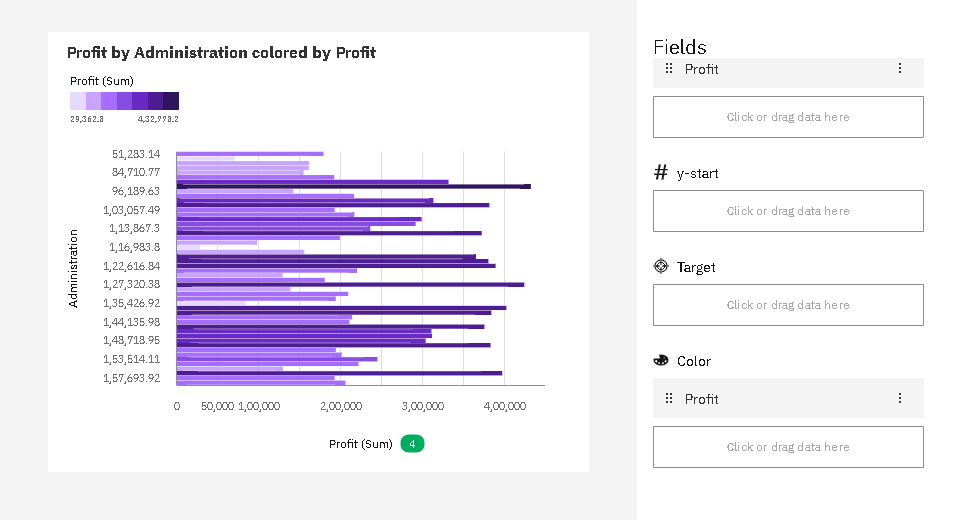 Profit by Administration colored by Profit
Profit (Sum)
29,362.8 4,32,998.2
51,283.14
84,710.77
96,189.63
1,03,057.49
1,13,867.3
1,16,983.8
1,22,616.84
1,27,320.38
1,35,426.92
1,44,135.98
1,48,718.95
1,53,514.11
1,57,693.92
Administration
0 50,000 1,00,000 2,00,000 3,00,000 4,00,000
Profit (Sum) 4
Fields
Profit
Click or drag data here
# y-start
Click or drag data here
Target
Click or drag data here
Color
Profit
Click or drag data here